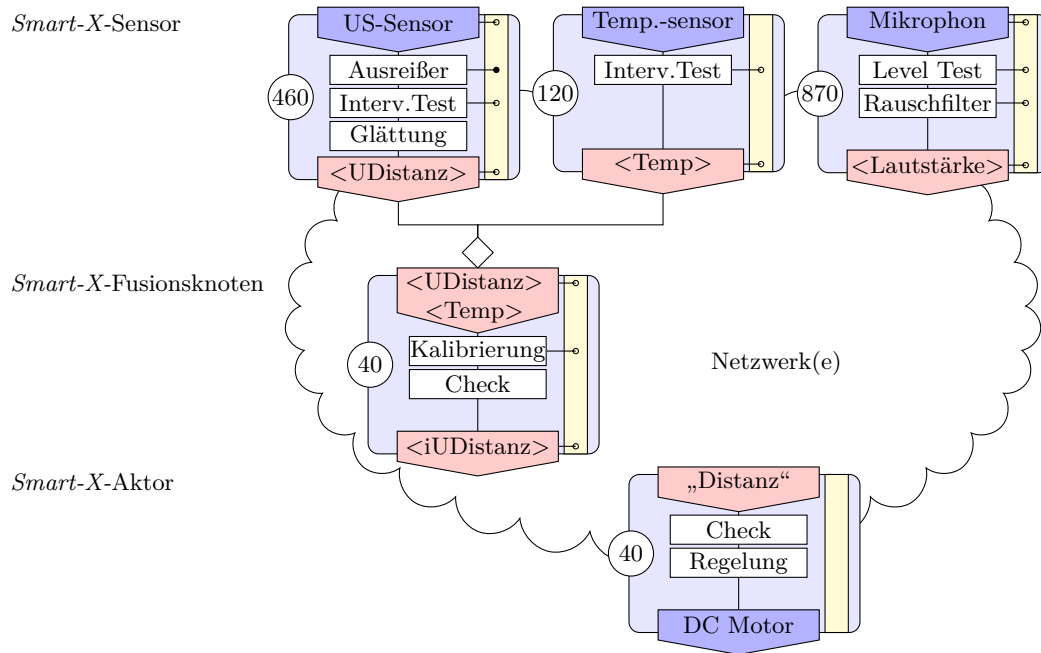 Smart-X-Sensor
US-Sensor
Temp.-sensor
Mikrophon
Ausreißer
Interv.Test
Level Test
460
120
870
Interv.Test
Rauschfilter
Glättung
<UDistanz>
<Temp>
<Lautstärke>
Smart-X-Fusionsknoten
<UDistanz>
<Temp>
Kalibrierung
40
Netzwerk(e)
Check
<iUDistanz>
Smart-X-Aktor
„Distanz“
Check
40
Regelung
DC Motor